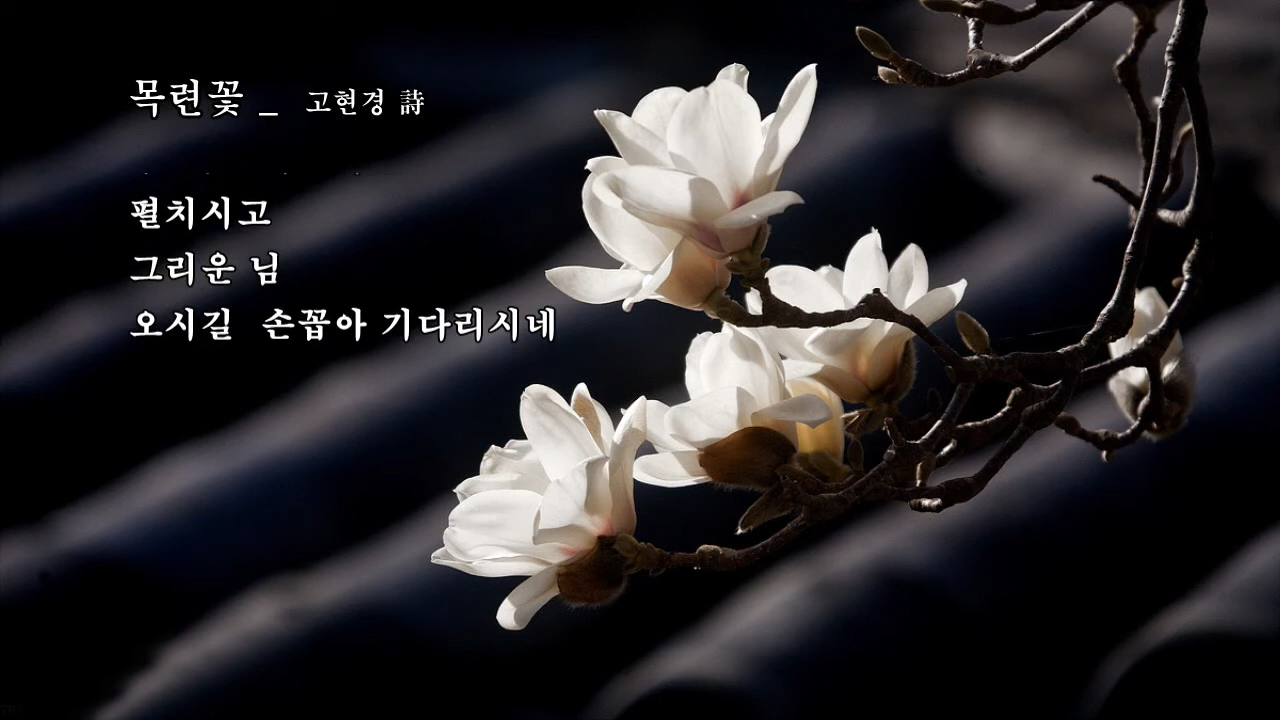 목련꽃 _ 고현경 詩
펼치시고
그리운 님
오시길 손꼽아 기다리시네